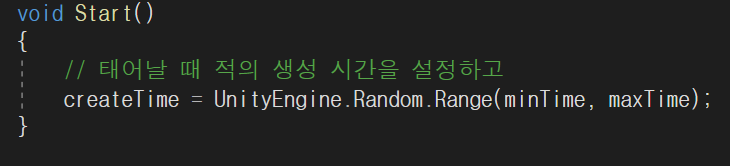 void Start()
{
// 태어날 때 적의 생성 시간을 설정하고
createTime = UnityEngine.Random.Range(minTime, maxTime);
}